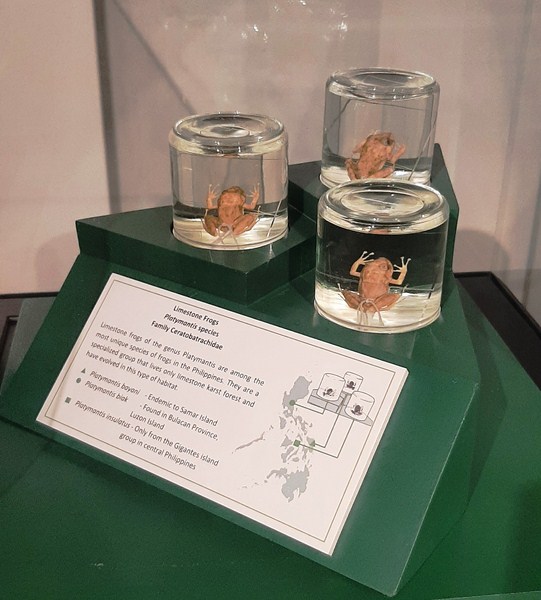 Limestone Frogs
Platymantis species
Family Ceratobatrachidae
Limestone frogs of the genus Platymantis are among the
most unique species of frogs in the Philippines. They are a
specialized group that lives only limestone karst forest and
have evolved in this type of habitat.
▲ Platymantis bayani - Endemic to Samar Island
● Platymantis biak - Found in Bulacan Province,
Luzon Island
■ Platymantis insulatus - Only from the Gigantes island
group in central Philippines